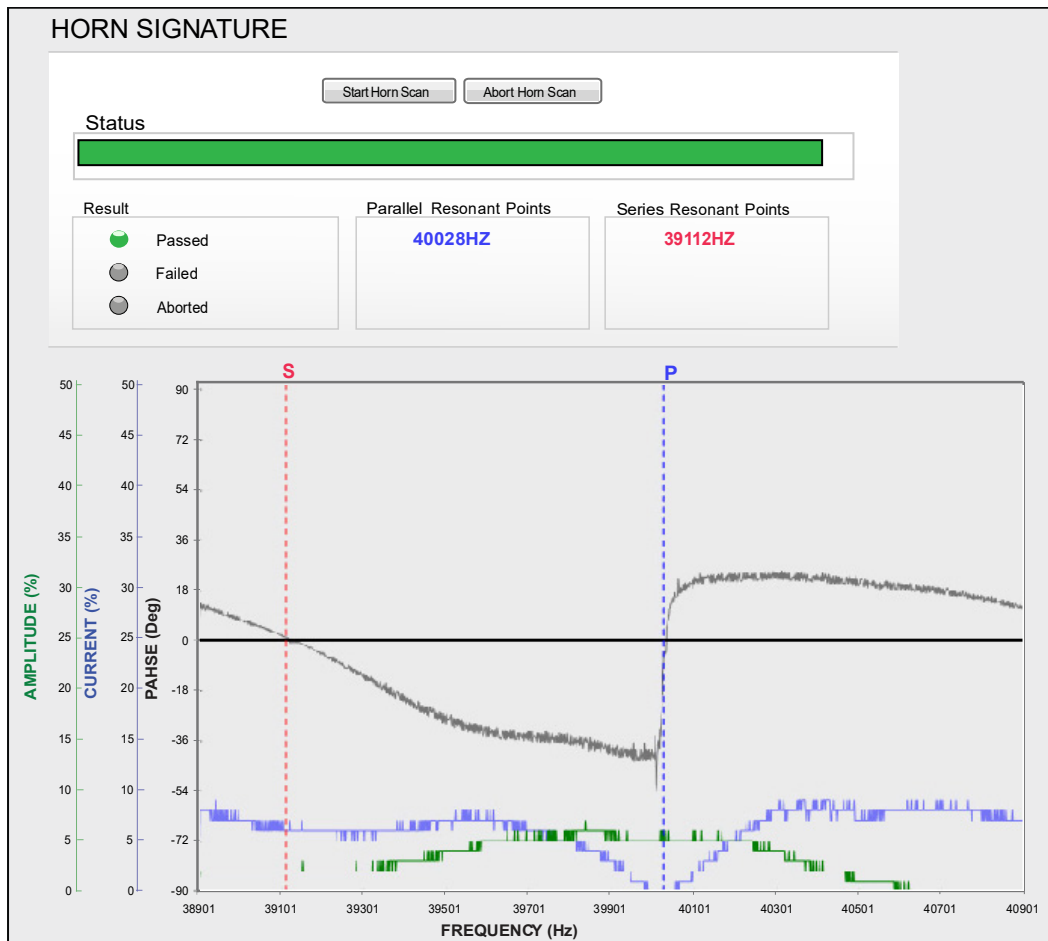 HORN SIGNATURE
Start Horn Scan Abort Horn Scan
Status
Result
Passed
Failed
Aborted
Parallel Resonant Points
40028HZ
Series Resonant Points
39112HZ
S P
AMPLITUDE (%)
50
45
40
35
30
25
20
15
10
5
0
CURRENT (%)
50
45
40
35
30
25
20
15
10
5
0
PAHSE (Deg)
90
72
54
36
18
0
-18
-36
-54
-72
-90
38901 39101 39301 39501 39701 39901 40101 40301 40501 40701 40901
FREQUENCY (Hz)